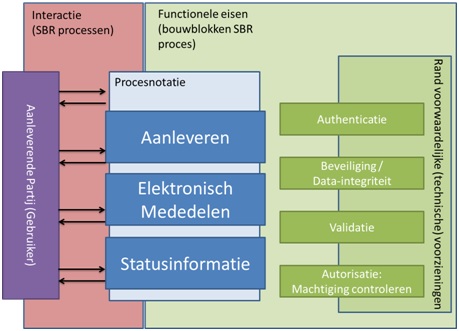 Interactie
(SBR processen)
Functionele eisen
(bouwblokken SBR
proces)
Aanleverende Partij (Gebruiker)
Procesnotatie
Aanleveren
Elektronisch
Mededelen
Statusinformatie
Authenticatie
Beveiliging /
Data-integriteit
Validatie
Autorisatie:
Machtiging controleren
Rand voorwaardelijke (technische) voorzieningen